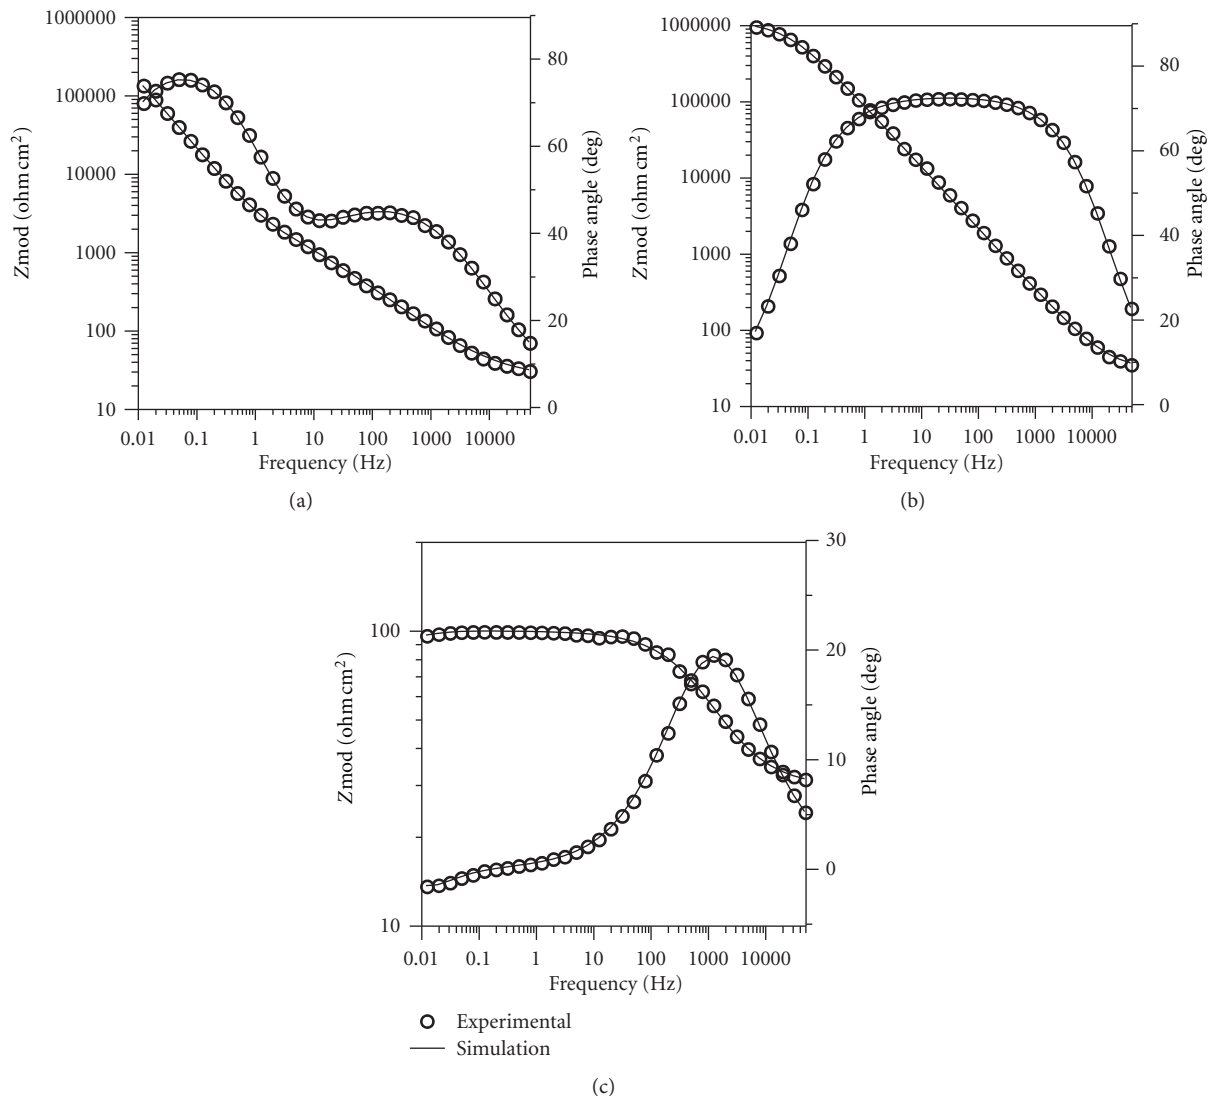 1000000
100000
10000
1000
100
10
Zmod (ohm cm2)
80
60
40
20
0
Phase angle (deg)
0.01 0.1 1 10 100 1000 10000
Frequency (Hz)
(a)
1000000
100000
10000
1000
100
10
Zmod (ohm cm2)
80
60
40
20
0
Phase angle (deg)
0.01 0.1 1 10 100 1000 10000
Frequency (Hz)
(b)
100
10
Zmod (ohm cm2)
30
20
10
0
Phase angle (deg)
0.01 0.1 1 10 100 1000 10000
Frequency (Hz)
Experimental
Simulation
(c)